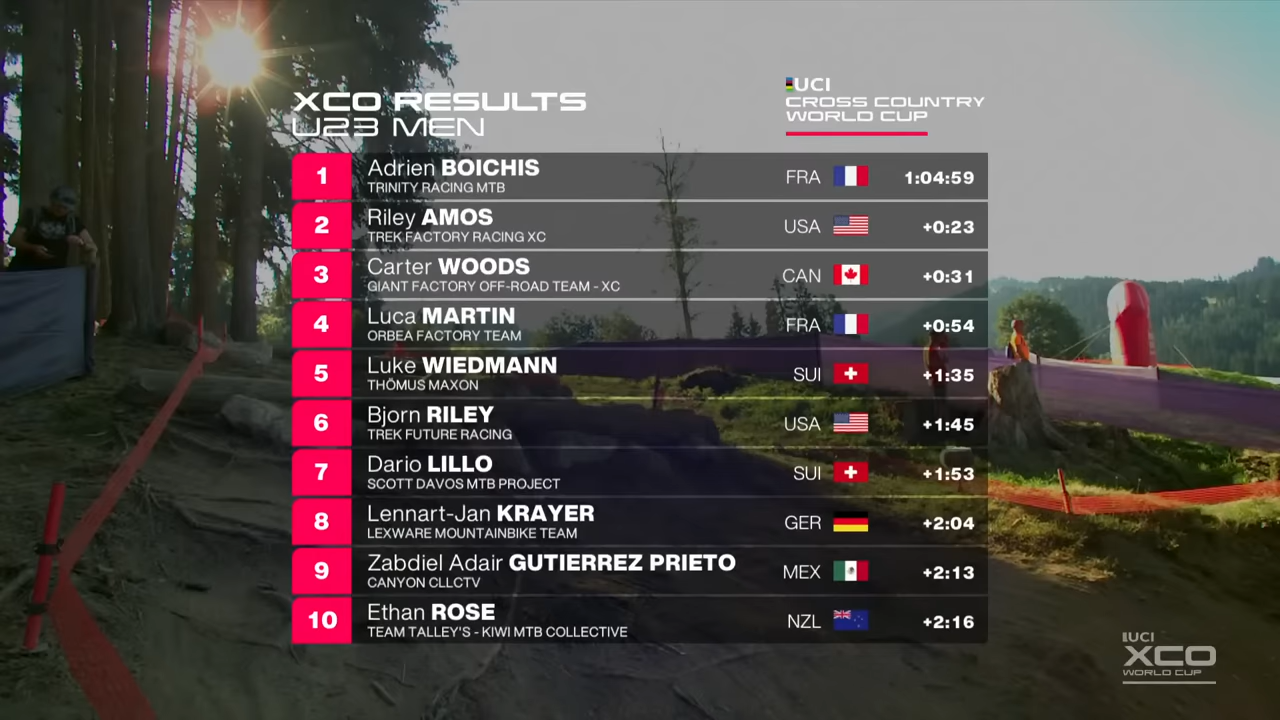 XCO RESULTS
U23 MEN
UCI
CROSS COUNTRY
WORLD CUP
1 Adrien BOICHIS FRA 1:04:59
TRINITY RACING MTB
2 Riley AMOS USA +0:23
TREK FACTORY RACING XC
3 Carter WOODS CAN +0:31
GIANT FACTORY OFF-ROAD TEAM - XC
4 Luca MARTIN FRA +0:54
ORBEA FACTORY TEAM
5 Luke WIEDMANN SUI +1:35
THÖMUS MAXON
6 Bjorn RILEY USA +1:45
TREK FUTURE RACING
7 Dario LILLO SUI +1:53
SCOTT DAVOS MTB PROJECT
8 Lennart-Jan KRAYER GER +2:04
LEXWARE MOUNTAINBIKE TEAM
9 Zabdiel Adair GUTIERREZ PRIETO MEX +2:13
CANYON CLLCTV
10 Ethan ROSE NZL +2:16
TEAM TALLEY'S - KIWI MTB COLLECTIVE
UCI
XCO
WORLD CUP